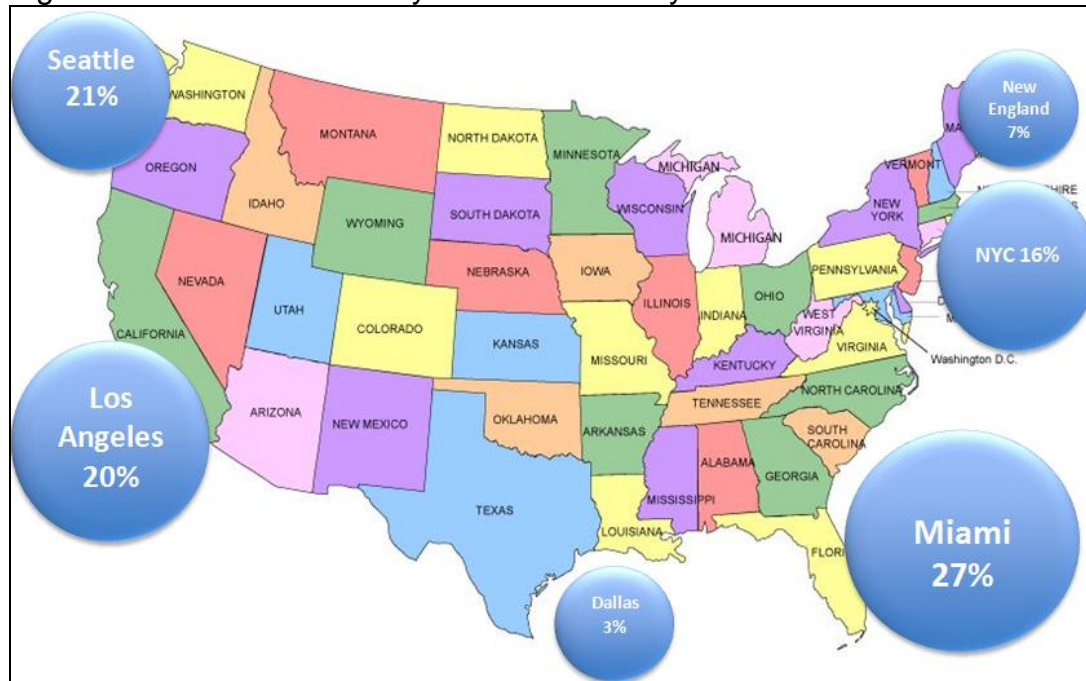 Seattle
21%
WASHINGTON
MONTANA
NORTH DAKOTA
MINNESOTA
MICHIGAN
New
England
7%
VERMONT
OREGON
IDAHO
WYOMING
SOUTH DAKOTA
WISCONSIN
MICHIGAN
NEW
YORK
NYC 16%
NEVADA
UTAH
COLORADO
NEBRASKA
IOWA
ILLINOIS
INDIANA
OHIO
PENNSYLVANIA
CALIFORNIA
KANSAS
MISSOURI
KENTUCKY
WEST
VIRGINIA
VIRGINIA
Washington D.C.
Los
Angeles
20%
ARIZONA
NEW MEXICO
OKLAHOMA
ARKANSAS
TENNESSEE
NORTH CAROLINA
SOUTH
CAROLINA
TEXAS
LOUISIANA
MISSISSIPPI
ALABAMA
GEORGIA
FLORI
Miami
27%
Dallas
3%